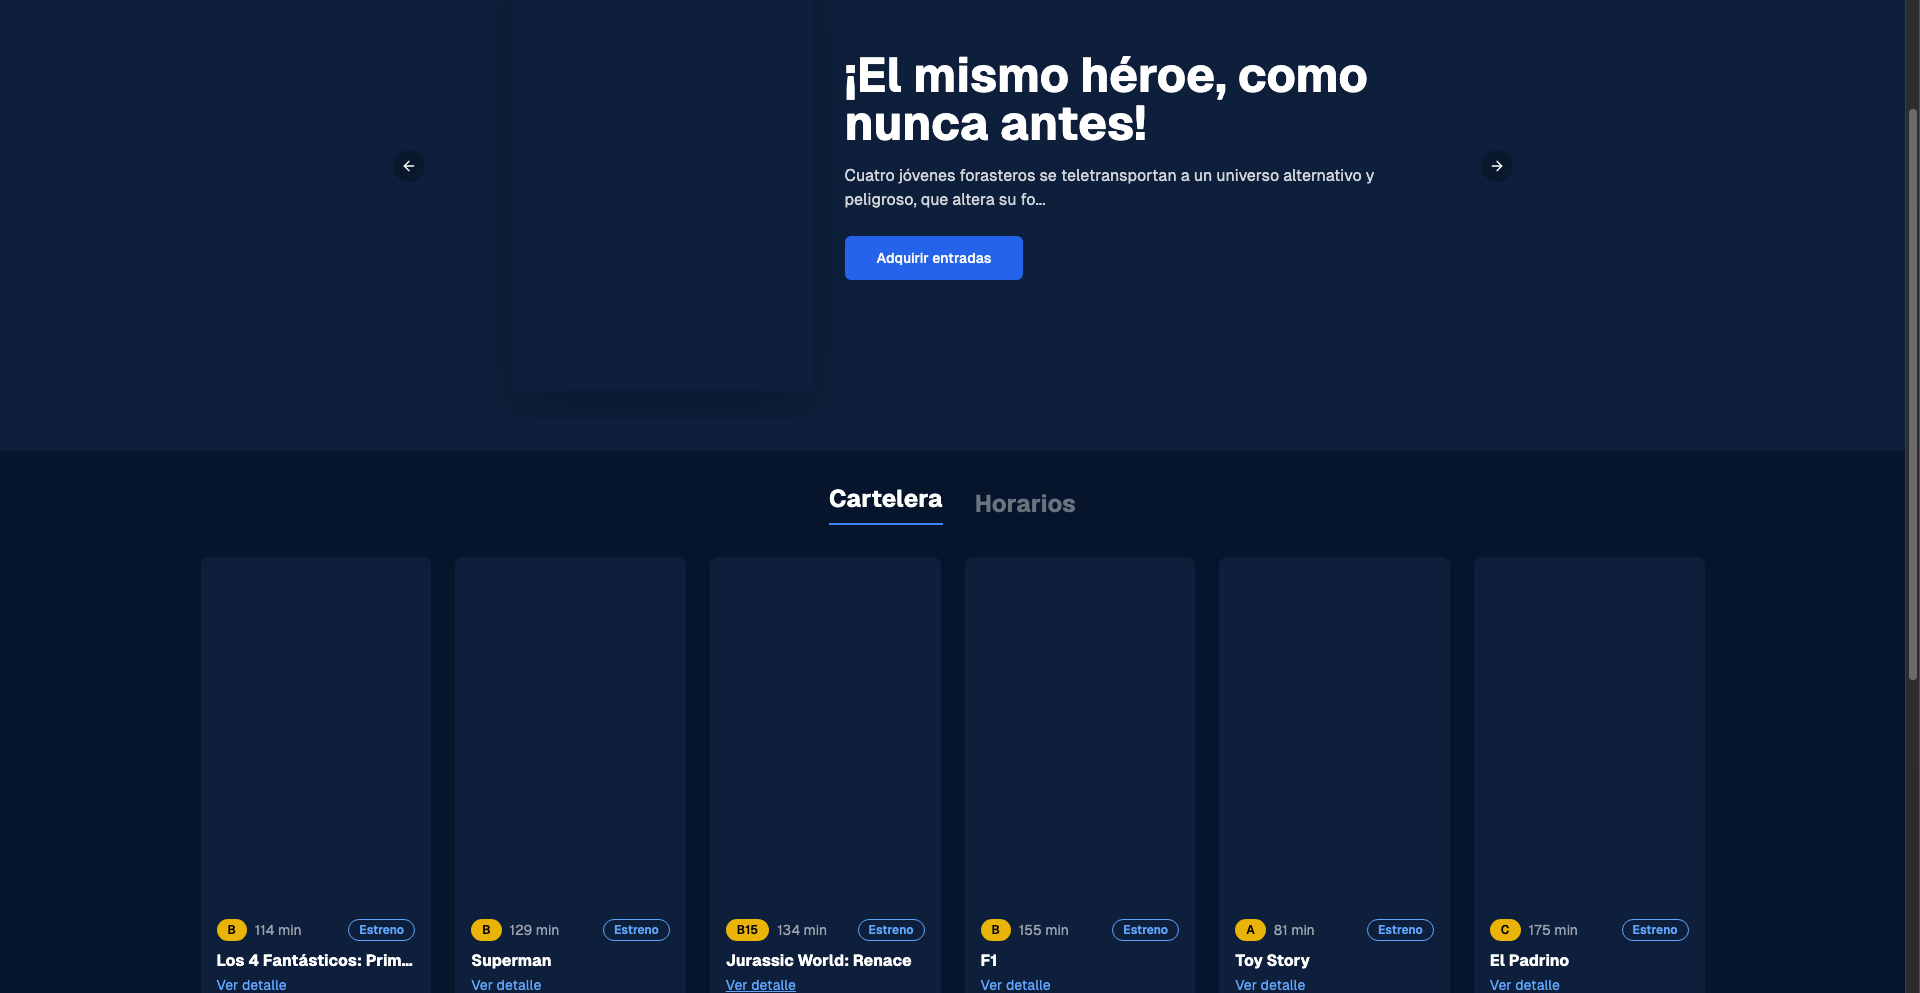 ¡El mismo héroe, como
nunca antes!
Cuatro jóvenes forasteros se teletransportan a un universo alternativo y
peligroso, que altera su fo...
Adquirir entradas
Cartelera
Horarios
B 114 min Estreno
Los 4 Fantásticos: Prim...
Ver detalle
B 129 min Estreno
Superman
Ver detalle
B15 134 min Estreno
Jurassic World: Renace
Ver detalle
B 155 min Estreno
F1
Ver detalle
A 81 min Estreno
Toy Story
Ver detalle
C 175 min Estreno
El Padrino
Ver detalle